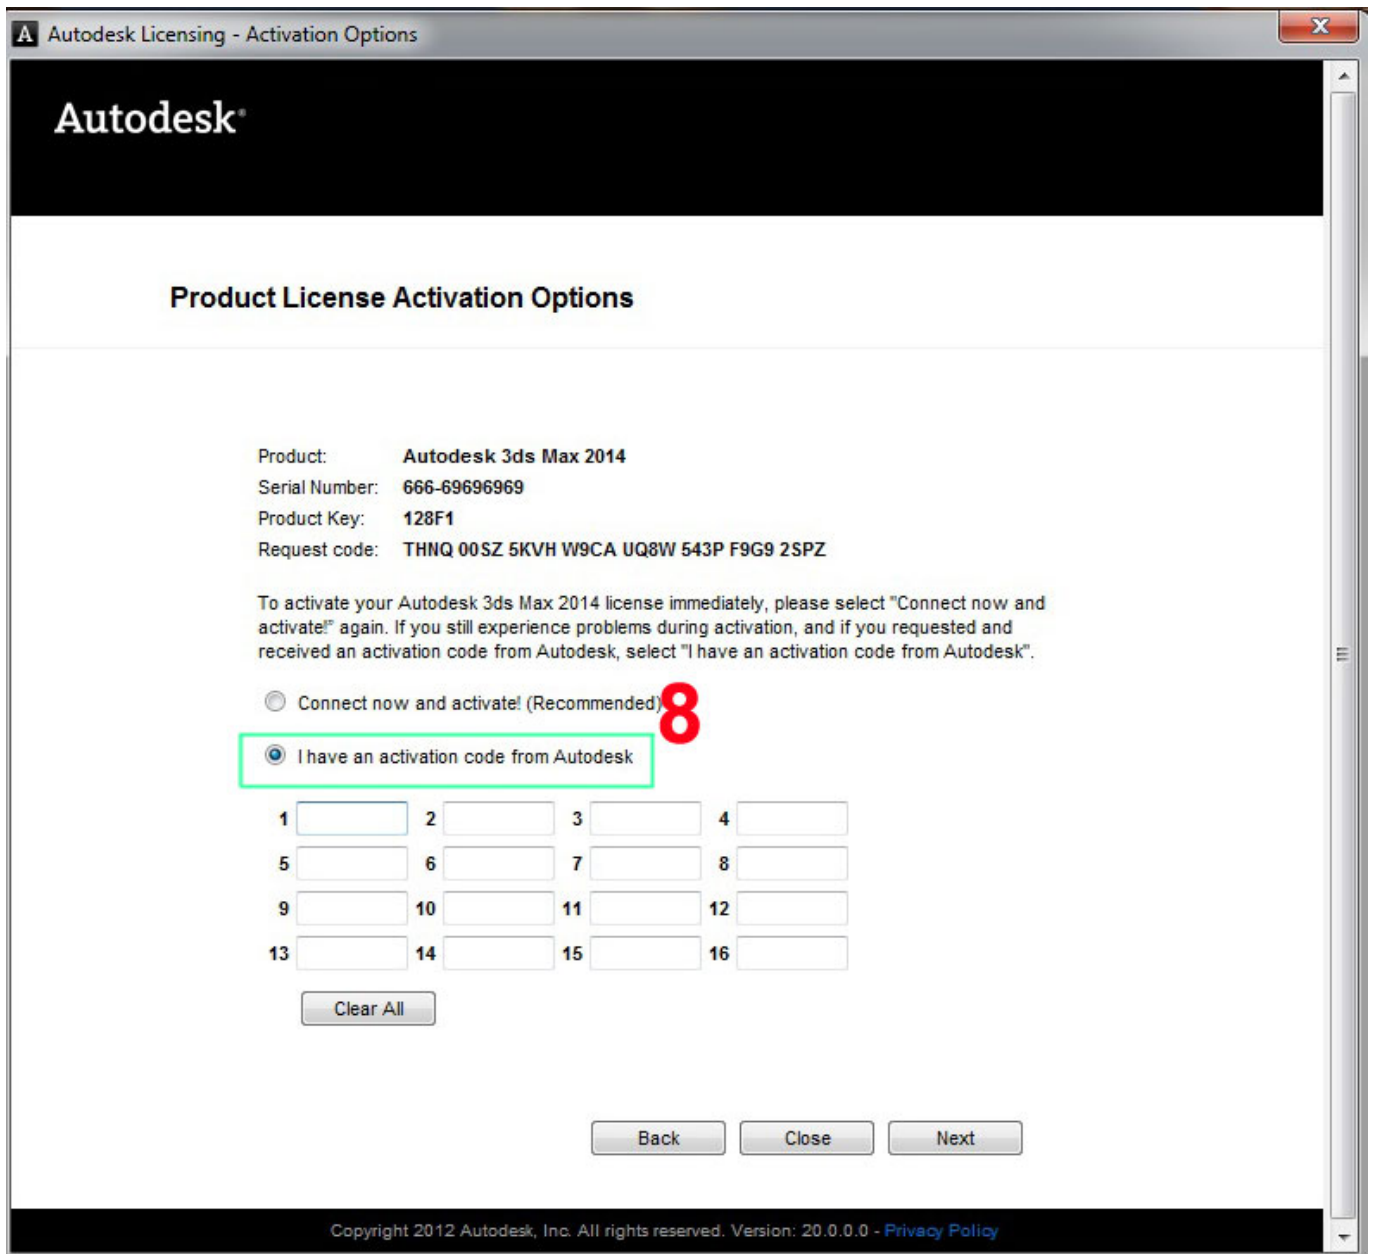 Autodesk Licensing - Activation Options
X
Autodesk®
Product License Activation Options
Product: Autodesk 3ds Max 2014
Serial Number: 666-69696969
Product Key: 128F1
Request code: THNQ 00SZ 5KVH W9CA UQ8W 543P F9G9 2SPZ
To activate your Autodesk 3ds Max 2014 license immediately, please select "Connect now and
activate!" again. If you still experience problems during activation, and if you requested and
received an activation code from Autodesk, select "I have an activation code from Autodesk".
Connect now and activate! (Recommended)
8
I have an activation code from Autodesk
1 2 3 4
5 6 7 8
9 10 11 12
13 14 15 16
Clear All
Back Close Next
Copyright 2012 Autodesk, Inc. All rights reserved. Version: 20.0.0.0 - Privacy Policy